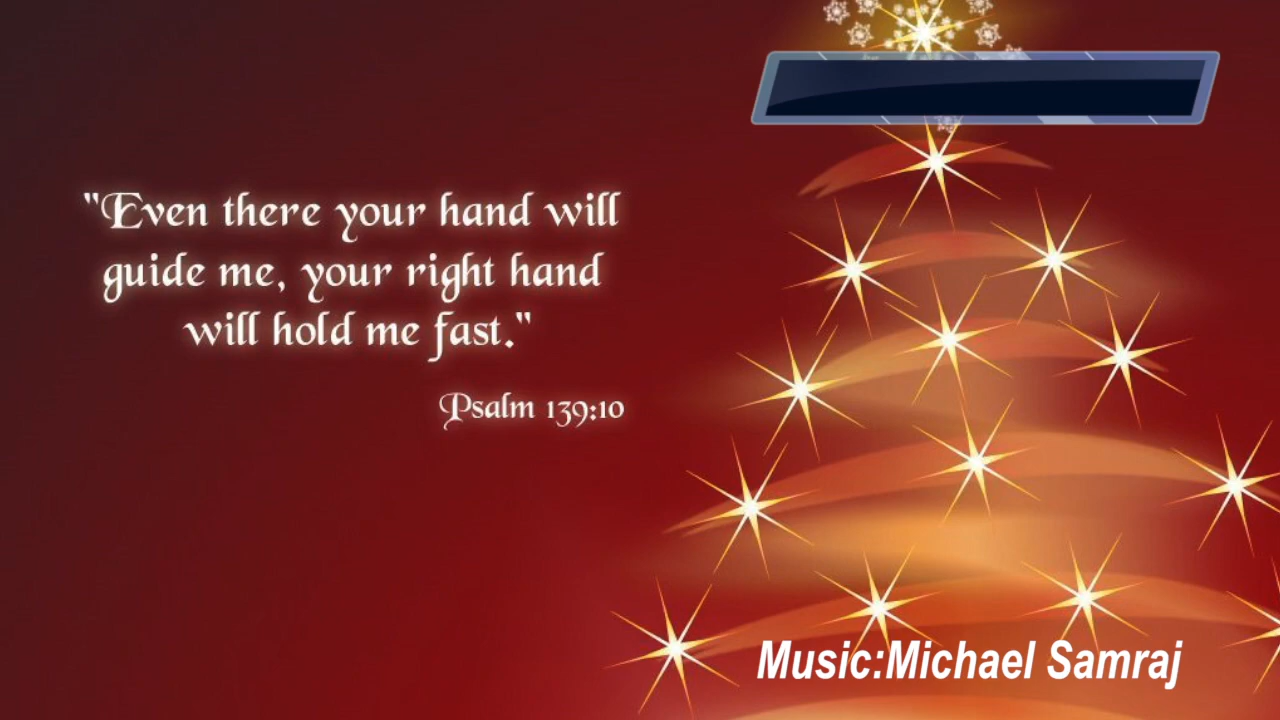 "Even there your hand will
guide me, your right hand
will hold me fast."
Psalm 139:10
Music:Michael Samraj